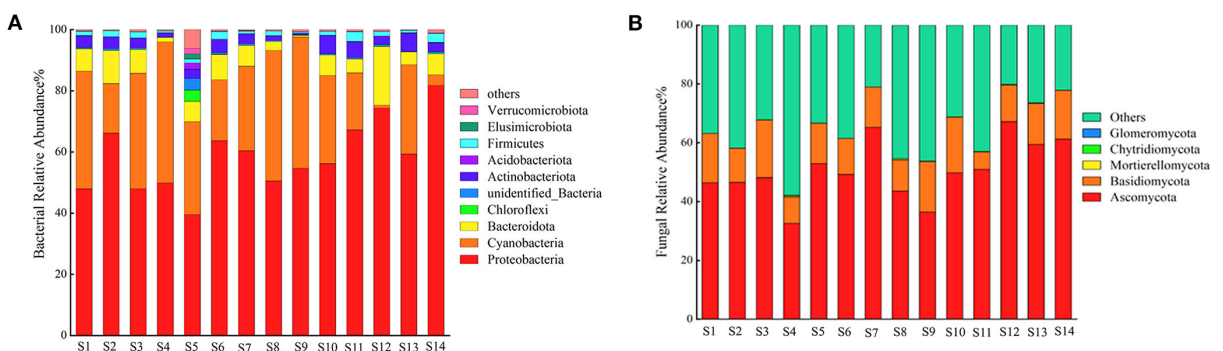 A
Bacterial Relative Abundance%
100
80
60
40
20
0
S1 S2 S3 S4 S5 S6 S7 S8 S9 S10 S11 S12 S13 S14
others
Verrucomicrobiota
Elusimicrobiota
Firmicutes
Acidobacteriota
Actinobacteriota
unidentified_Bacteria
Chloroflexi
Bacteroidota
Cyanobacteria
Proteobacteria
B
Fungal Relative Abundance%
100
80
60
40
20
0
S1 S2 S3 S4 S5 S6 S7 S8 S9 S10 S11 S12 S13 S14
Others
Glomeromycota
Chytridiomycota
Mortierellomycota
Basidiomycota
Ascomycota